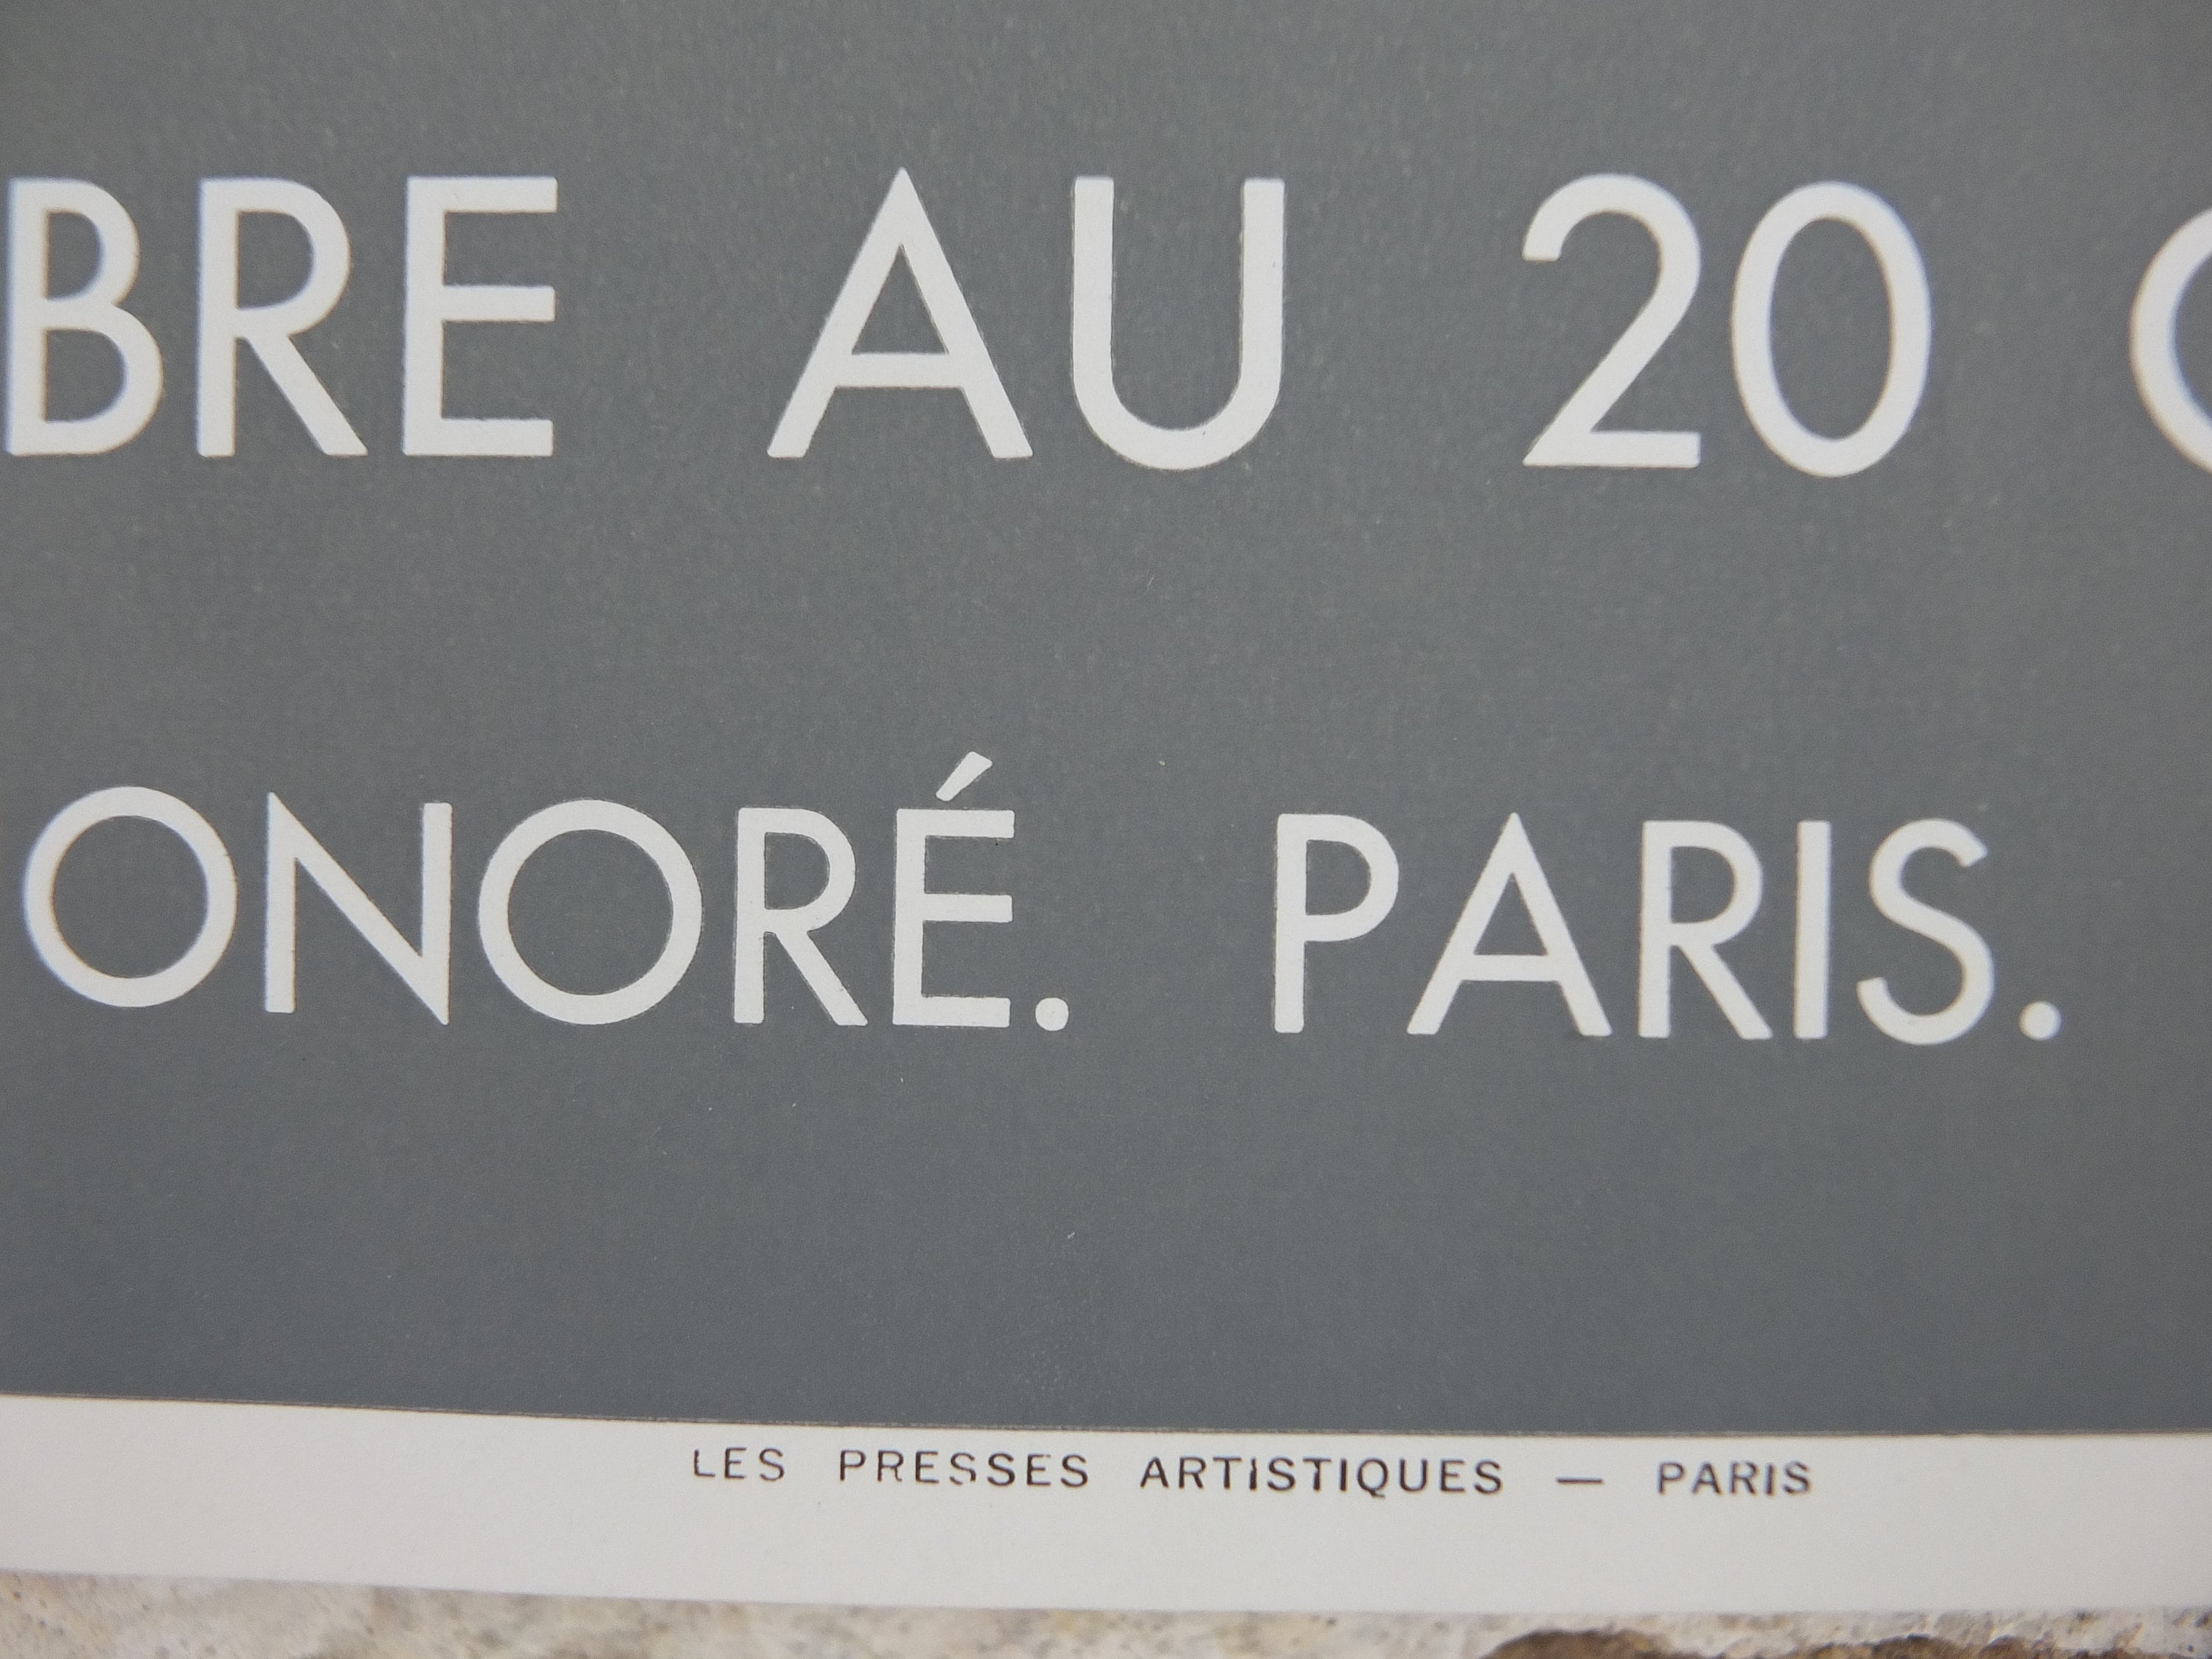 BRE AU 20
ONORÉ. PARIS.
LES PRESSES ARTISTIQUES — PARIS